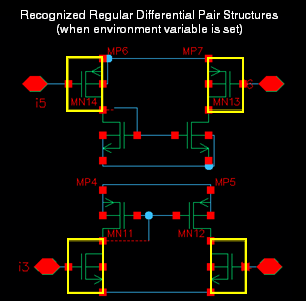 Recognized Regular Differential Pair Structures
(when environment variable is set)
MP6 MP7
I5 MN14 MN13
MP4 MP5
MN11 MN12
I3